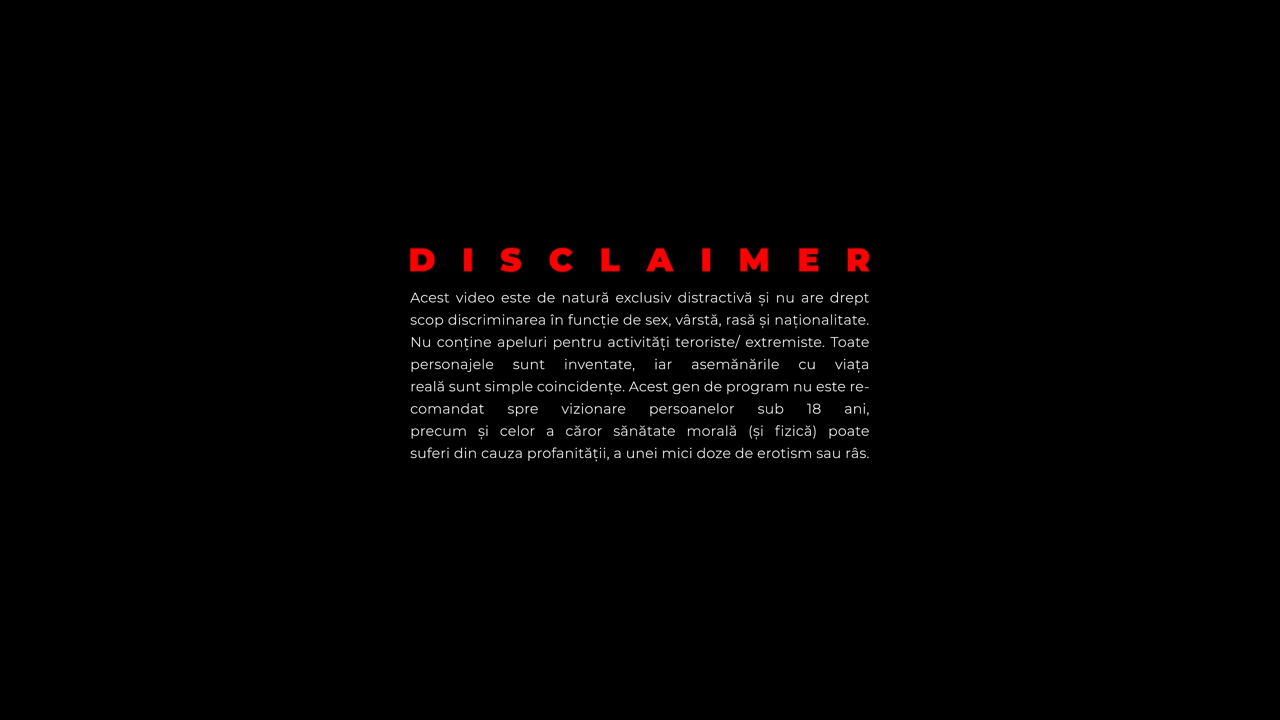 DISCLAIMER
Acest video este de natură exclusiv distractivă și nu are drept
scop discriminarea în funcție de sex, vârstă, rasă și naționalitate.
Nu conține apeluri pentru activități teroriste/ extremiste. Toate
personajele sunt inventate, iar asemănările cu viața
reală sunt simple coincidențe. Acest gen de program nu este re-
comandat spre vizionare persoanelor sub 18 ani,
precum și celor a căror sănătate morală (și fizică) poate
suferi din cauza profanității, a unei mici doze de erotism sau râs.